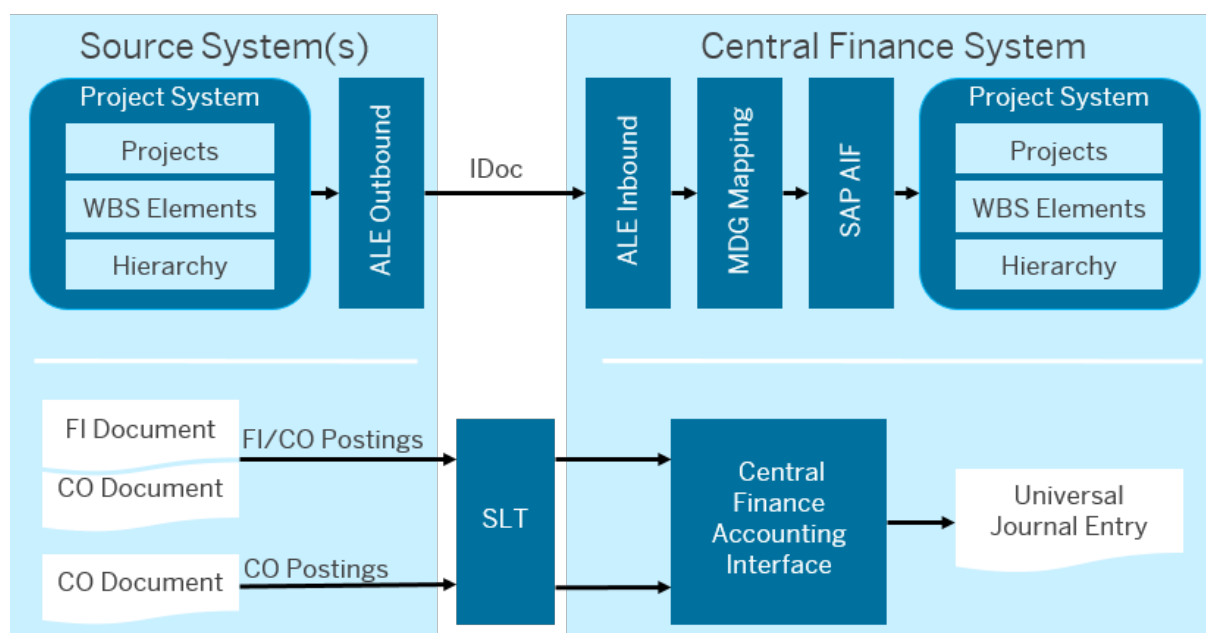 Source System(s)
Project System
Projects
WBS Elements
Hierarchy
ALE Outbound
IDoc
Central Finance System
ALE Inbound
MDG Mapping
SAP AIF
Project System
Projects
WBS Elements
Hierarchy
FI Document
CO Document
FI/CO Postings
CO Document
CO Postings
SLT
Central
Finance
Accounting
Interface
Universal
Journal Entry